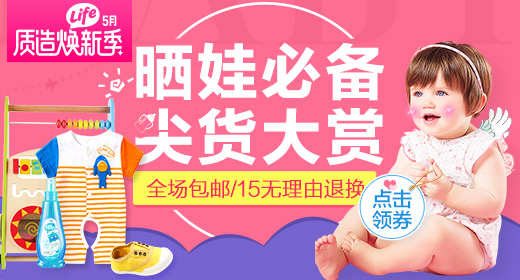 Life 5月
质造焕新季
晒娃必备
尖货大赏
全场包邮/15无理由退换
点击
领券